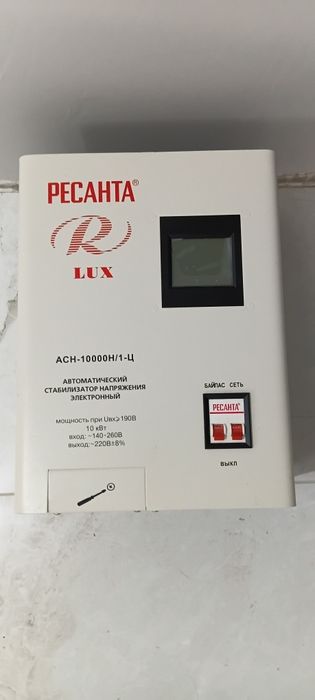 РЕСАНТА®
R
LUX
АСН-10000Н/1-Ц
АВТОМАТИЧЕСКИЙ
СТАБИЛИЗАТОР НАПРЯЖЕНИЯ
ЭЛЕКТРОННЫЙ
мощность при Uвх≥190В
10 кВт
вход: ~140-260В
выход:~220В±8%
БАЙПАС СЕТЬ
РЕСАНТА®
ВЫКЛ